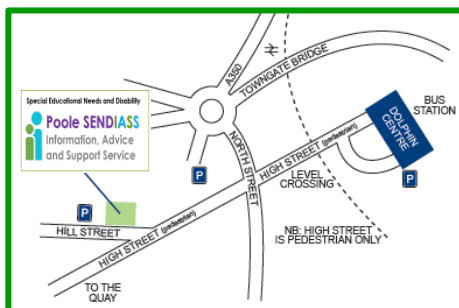 Special Educational Needs and Disability
Poole SENDIASS
Information, Advice
and Support Service
A350
TOWNGATE BRIDGE
NORTH STREET
HIGH STREET (pedestrian)
LEVEL
CROSSING
DOLPHIN
CENTRE
BUS
STATION
P
P
P
HILL STREET
HIGH STREET (pedestrian)
NB: HIGH STREET
IS PEDESTRIAN ONLY
TO THE
QUAY